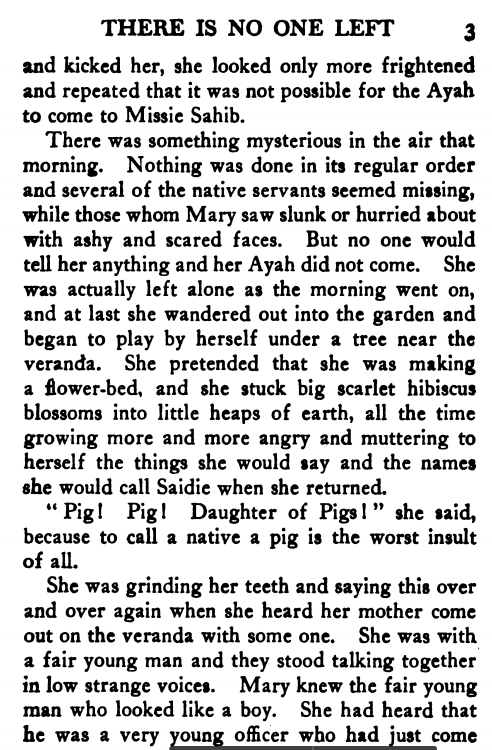 THERE IS NO ONE LEFT 3
and kicked her, she looked only more frightened
and repeated that it was not possible for the Ayah
to come to Missie Sahib.
There was something mysterious in the air that
morning. Nothing was done in its regular order
and several of the native servants seemed missing,
while those whom Mary saw slunk or hurried about
with ashy and scared faces. But no one would
tell her anything and her Ayah did not come. She
was actually left alone as the morning went on,
and at last she wandered out into the garden and
began to play by herself under a tree near the
veranda. She pretended that she was making
a flower-bed, and she stuck big scarlet hibiscus
blossoms into little heaps of earth, all the time
growing more and more angry and muttering to
herself the things she would say and the names
she would call Saidie when she returned.
“Pig! Pig! Daughter of Pigs!” she said,
because to call a native a pig is the worst insult
of all.
She was grinding her teeth and saying this over
and over again when she heard her mother come
out on the veranda with some one. She was with
a fair young man and they stood talking together
in low strange voices. Mary knew the fair young
man who looked like a boy. She had heard that
he was a very young officer who had just come